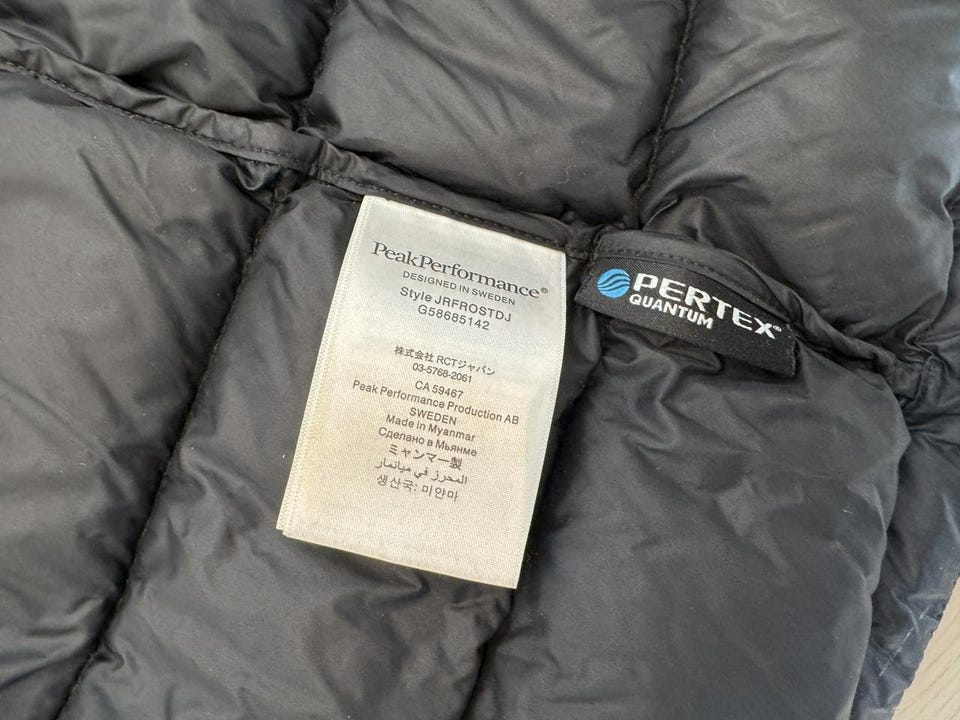 PeakPerformance®
DESIGNED IN SWEDEN
Style JRFROSTDJ
G58685142
株式会社 RCTジャパン
03-5768-2061
CA 59467
Peak Performance Production AB
SWEDEN
Made in Myanmar
Сделано в Мьянме
ミャンマー製
المحرز في ميانمار
생산국: 미얀마
PERTEX®
QUANTUM